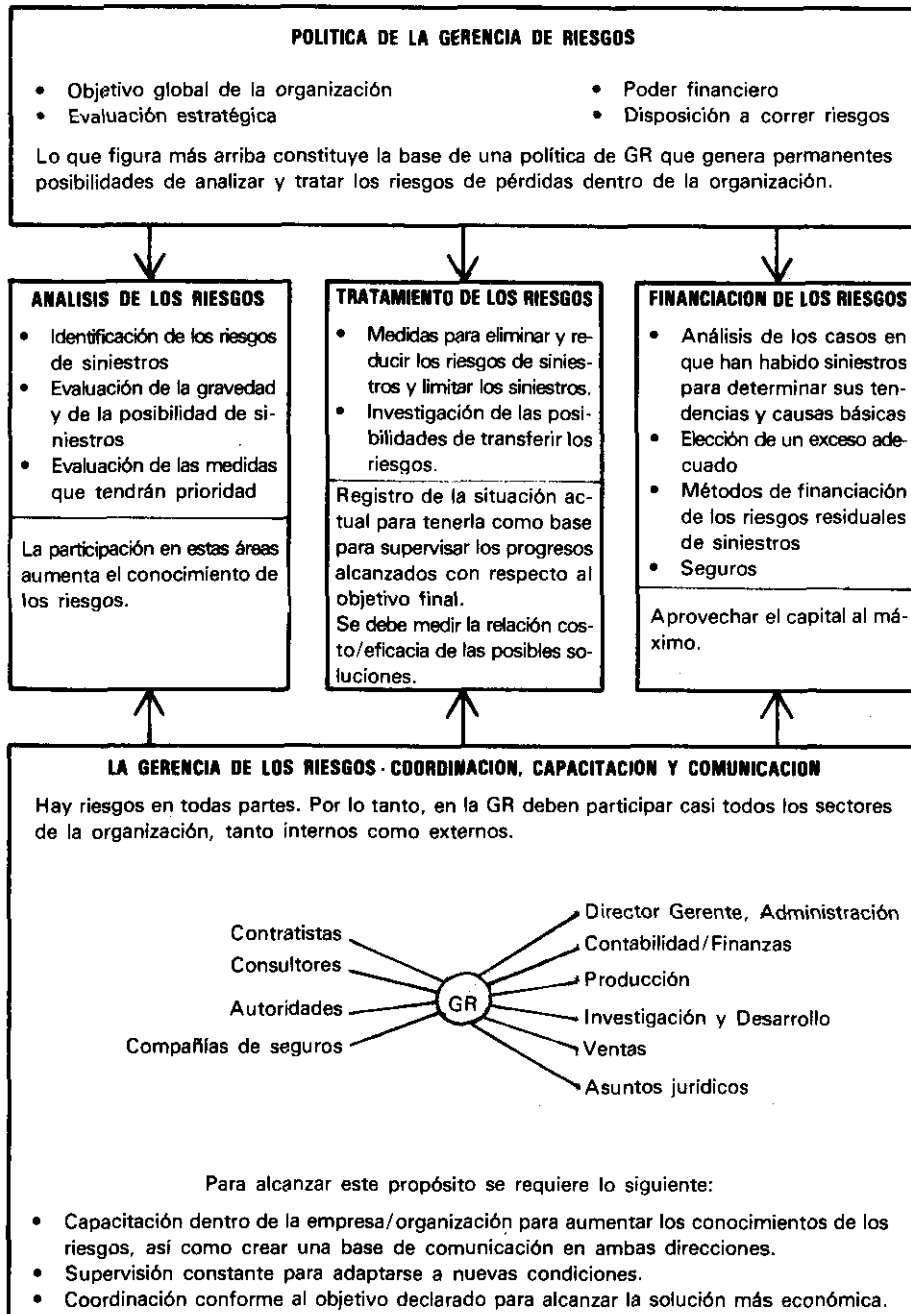 POLITICA DE LA GERENCIA DE RIESGOS
• Objetivo global de la organización
• Evaluación estratégica
• Poder financiero
• Disposición a correr riesgos
Lo que figura más arriba constituye la base de una política de GR que genera permanentes
posibilidades de analizar y tratar los riesgos de pérdidas dentro de la organización.
ANALISIS DE LOS RIESGOS
• Identificación de los riesgos
de siniestros
• Evaluación de la gravedad
y de la posibilidad de si-
niestros
• Evaluación de las medidas
que tendrán prioridad
La participación en estas áreas
aumenta el conocimiento de
los riesgos.
TRATAMIENTO DE LOS RIESGOS
• Medidas para eliminar y re-
ducir los riesgos de sinies-
tros y limitar los siniestros.
• Investigación de las posi-
bilidades de transferir los
riesgos.
Registro de la situación ac-
tual para tenerla como base
para supervisar los progresos
alcanzados con respecto al
objetivo final.
Se debe medir la relación cos-
to/eficacia de las posibles so-
luciones.
FINANCIACION DE LOS RIESGOS
• Análisis de los casos en
que han habido siniestros
para determinar sus ten-
dencias y causas básicas
• Elección de un exceso ade-
cuado
• Métodos de financiación
de los riesgos residuales
de siniestros
• Seguros
Aprovechar el capital al má-
ximo.
LA GERENCIA DE LOS RIESGOS - COORDINACION, CAPACITACION Y COMUNICACION
Hay riesgos en todas partes. Por lo tanto, en la GR deben participar casi todos los sectores
de la organización, tanto internos como externos.
Contratistas
Consultores
Autoridades
Compañías de seguros
GR
Director Gerente, Administración
Contabilidad/Finanzas
Producción
Investigación y Desarrollo
Ventas
Asuntos jurídicos
Para alcanzar este propósito se requiere lo siguiente:
• Capacitación dentro de la empresa/organización para aumentar los conocimientos de los
riesgos, así como crear una base de comunicación en ambas direcciones.
• Supervisión constante para adaptarse a nuevas condiciones.
• Coordinación conforme al objetivo declarado para alcanzar la solución más económica.